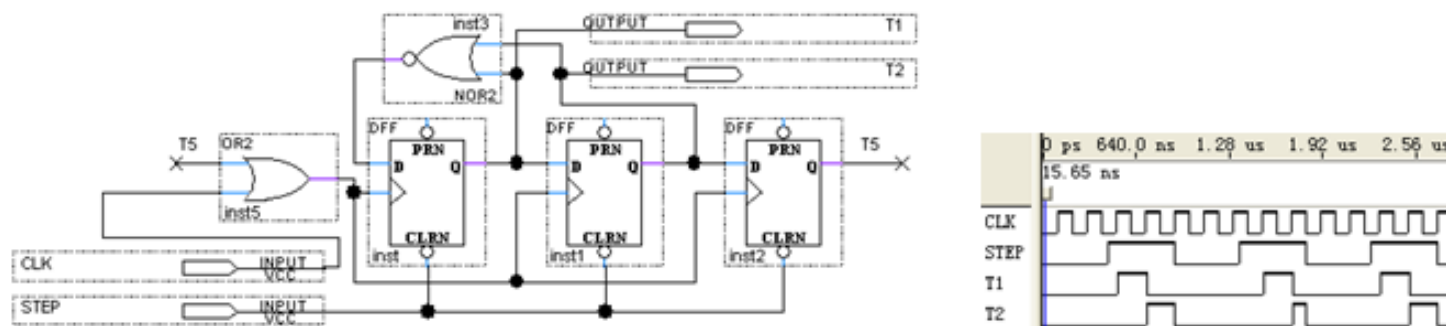 inst3
OUTPUT T1
OUTPUT T2
NOR2
T5 OR2
DFF DFF DFF T5
PRN PRN PRN
D Q D Q D Q
inst5
CLRN CLRN CLRN
inst inst1 inst2
CLK INPUT
VCC
STEP INPUT
VCC
0 ps 640.0 ns 1.28 us 1.92 us 2.56 us
15.65 ns
CLK
STEP
T1
T2